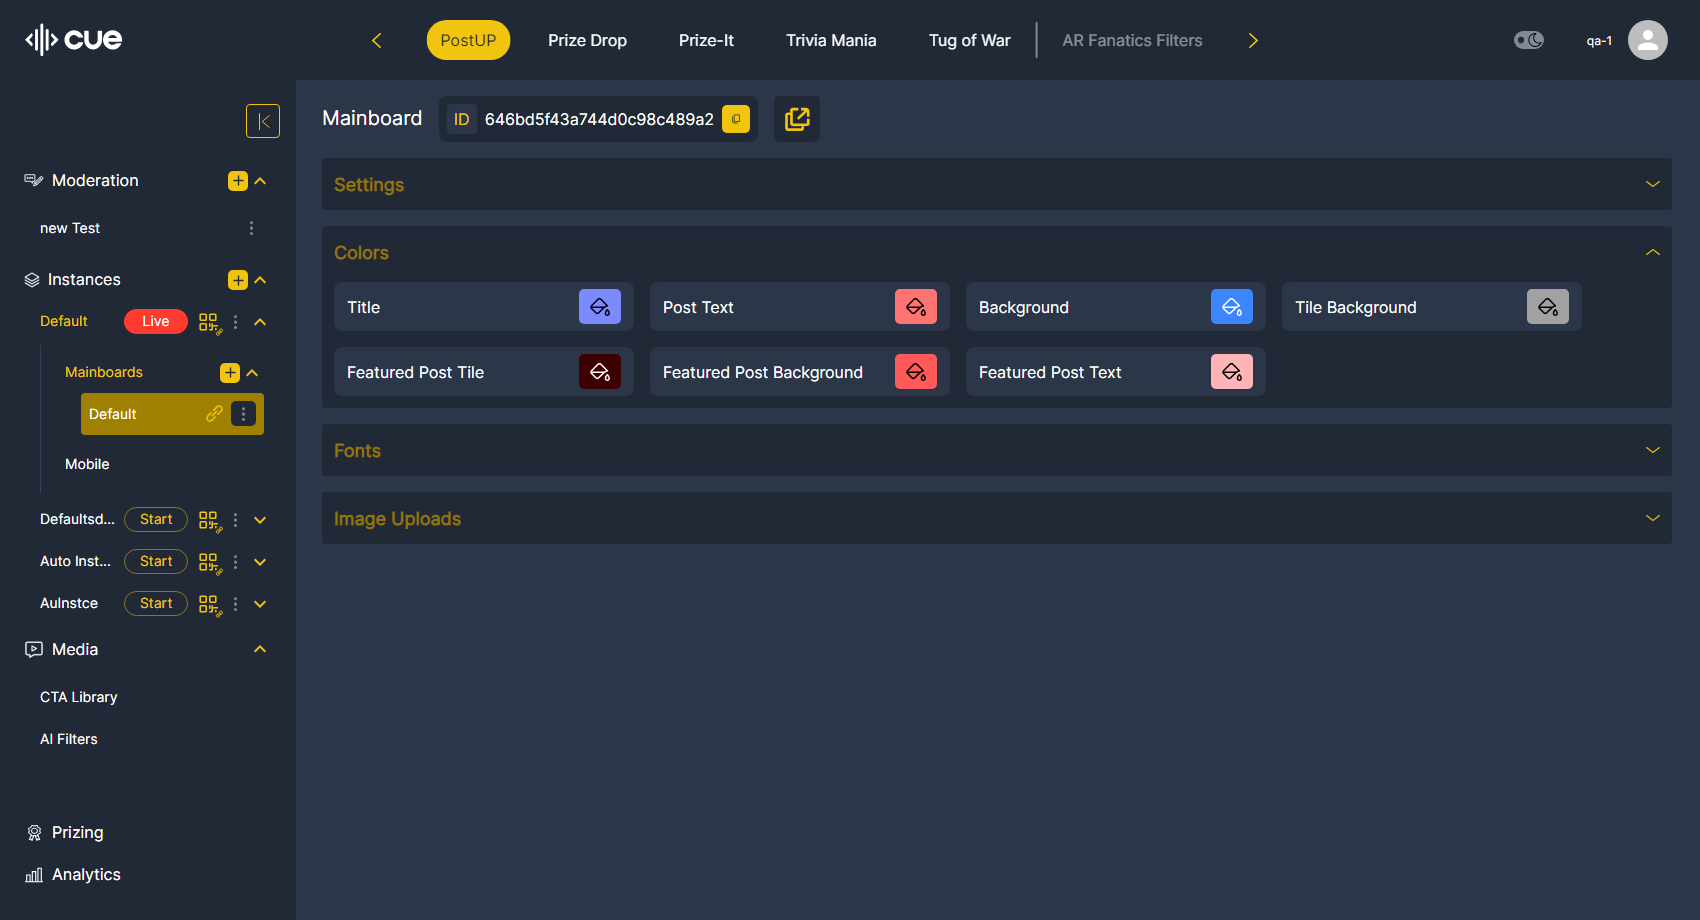 cue
PostUP
Prize Drop
Prize-It
Trivia Mania
Tug of War
AR Fanatics Filters
qa-1
Moderation
new Test
Instances
Default
Live
Mainboards
Default
Mobile
Defaultsd...
Start
Auto Inst...
Start
AuInstce
Start
Media
CTA Library
AI Filters
Prizing
Analytics
Mainboard
ID 646bd5f43a744d0c98c489a2
Settings
Colors
Title
Post Text
Background
Tile Background
Featured Post Tile
Featured Post Background
Featured Post Text
Fonts
Image Uploads